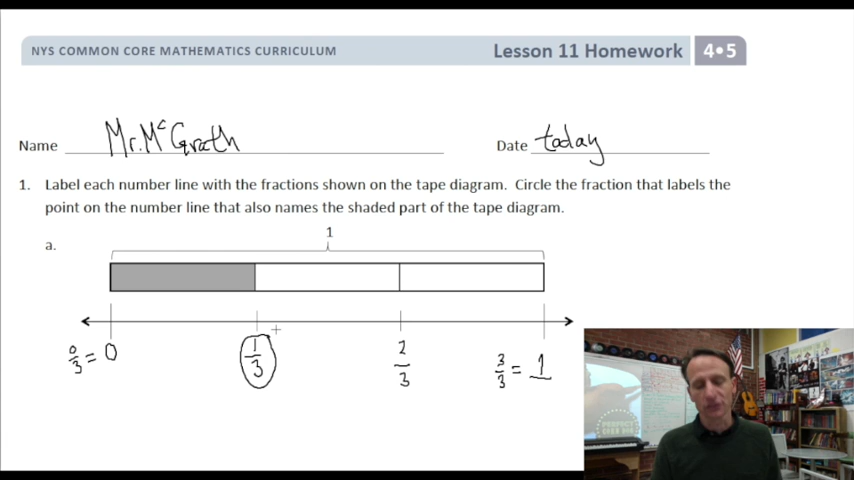 NYS COMMON CORE MATHEMATICS CURRICULUM Lesson 11 Homework 4•5
Name Mr. McGrath Date today
1. Label each number line with the fractions shown on the tape diagram. Circle the fraction that labels the
point on the number line that also names the shaded part of the tape diagram.
a.
1
0/3 = 0 1/3 2/3 3/3 = 1